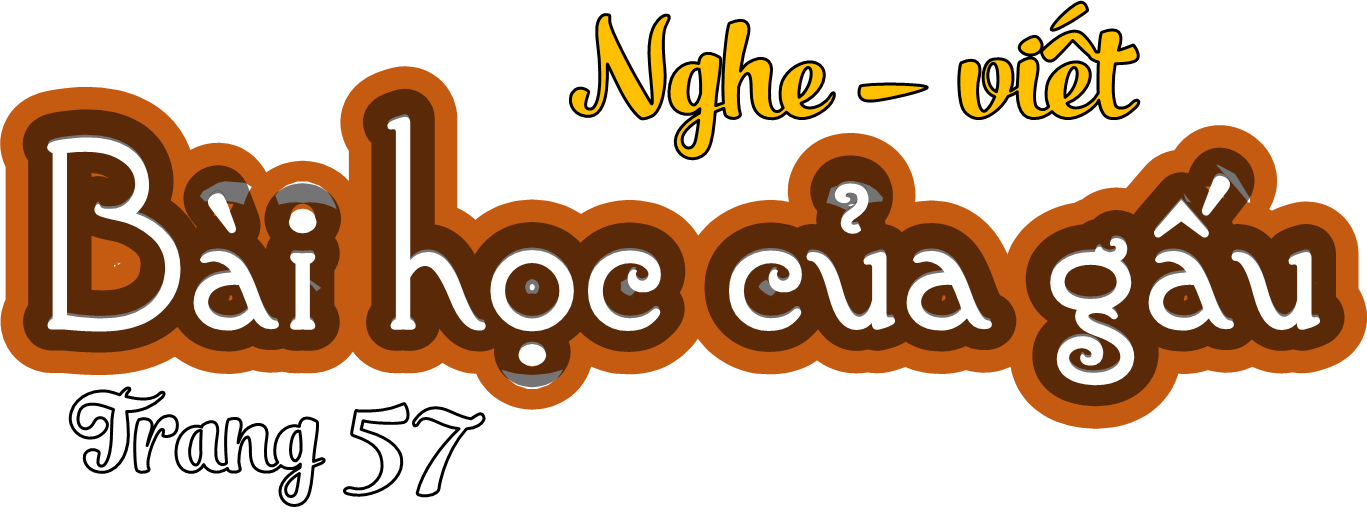 Nghe – viết
Bài học của gấu
Trang 57